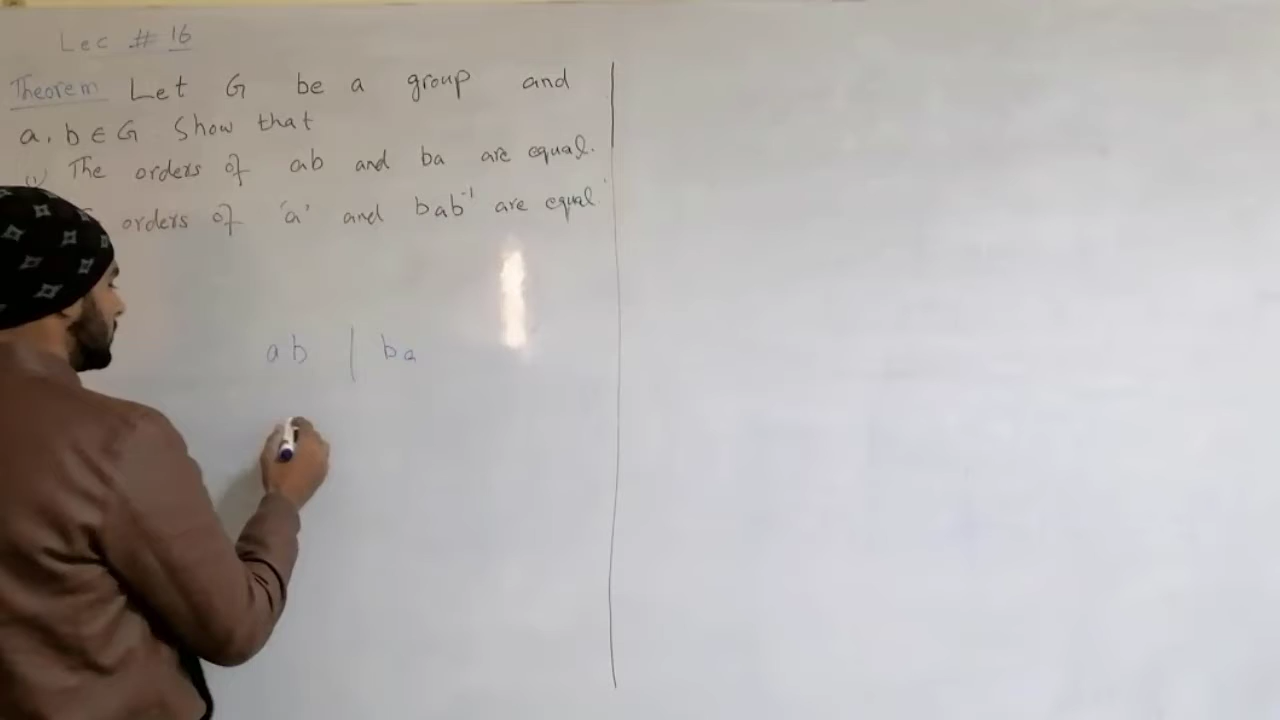 Lec # 16
Theorem Let G be a group and
a, b ∈ G Show that
(i) The orders of ab and ba are equal.
orders of 'a' and bab⁻¹ are equal
ab | ba